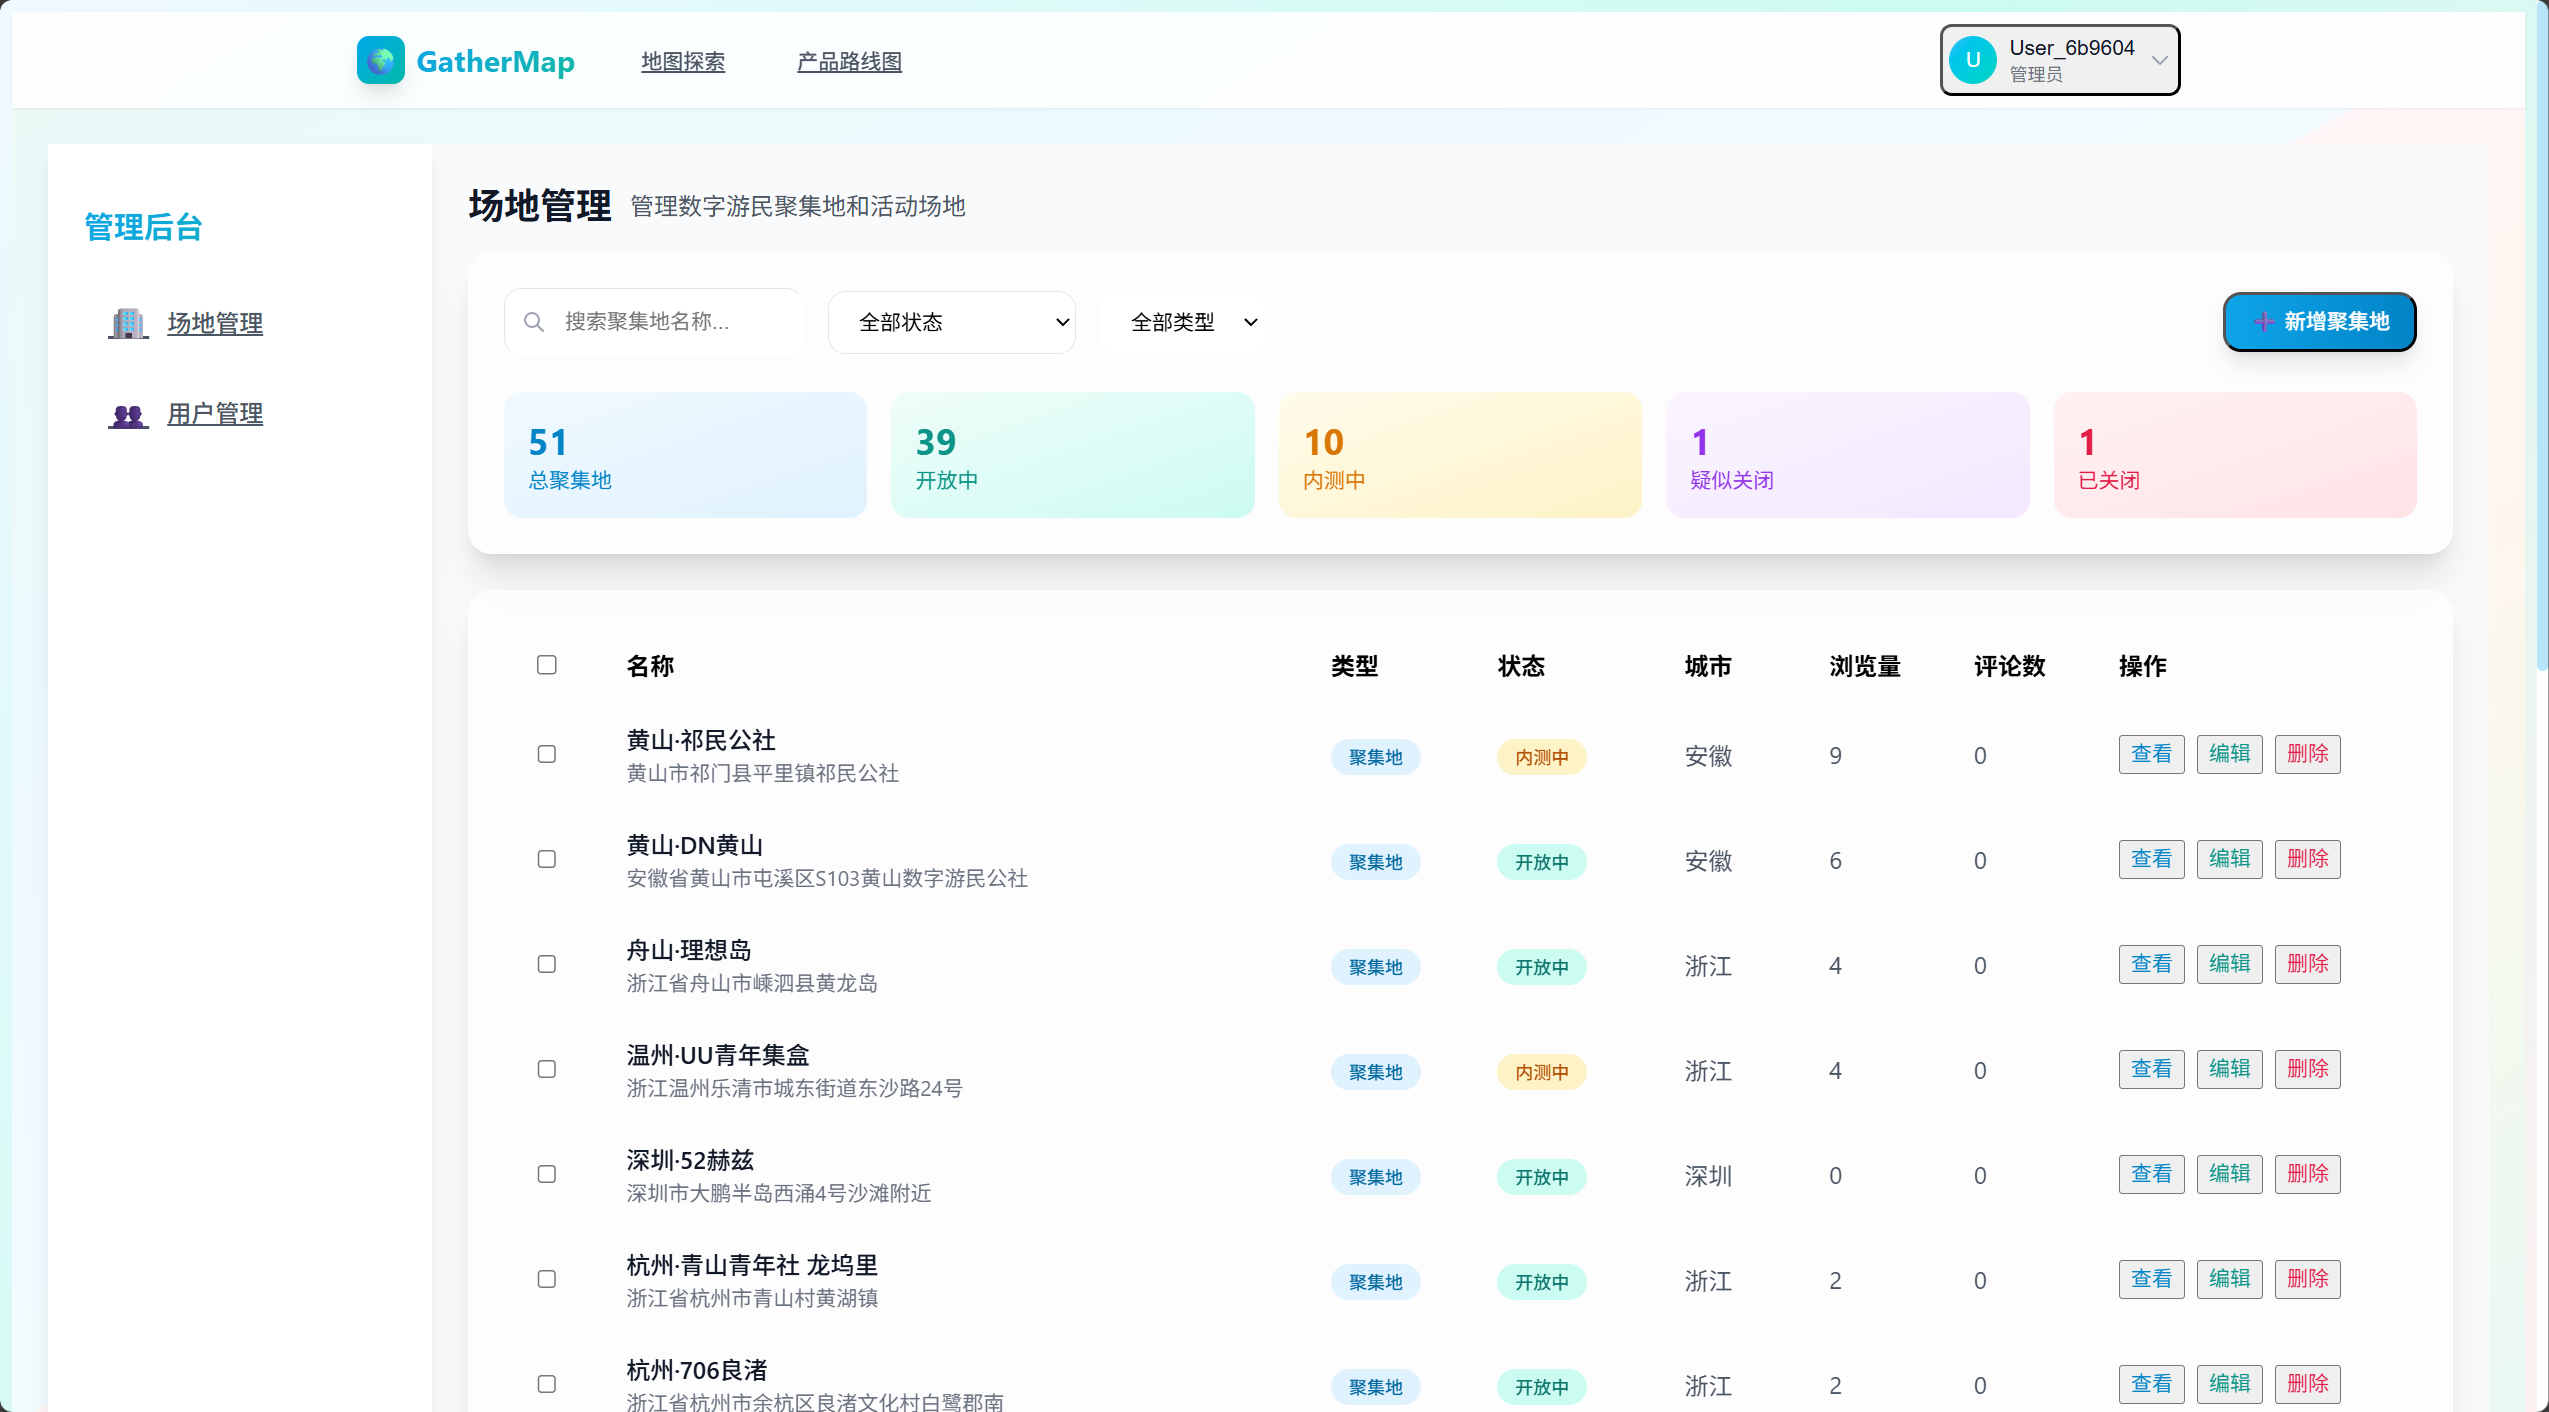 GatherMap
地图探索
产品路线图
U
User_6b9604
管理员
管理后台
场地管理
用户管理
场地管理 管理数字游民聚集地和活动场地
搜索聚集地名称...
全部状态
全部类型
新增聚集地
51
总聚集地
39
开放中
10
内测中
1
疑似关闭
1
已关闭
名称 类型 状态 城市 浏览量 评论数 操作
黄山·祁民公社
黄山市祁门县平里镇祁民公社
聚集地 内测中 安徽 9 0 查看 编辑 删除
黄山·DN黄山
安徽省黄山市屯溪区S103黄山数字游民公社
聚集地 开放中 安徽 6 0 查看 编辑 删除
舟山·理想岛
浙江省舟山市嵊泗县黄龙岛
聚集地 开放中 浙江 4 0 查看 编辑 删除
温州·UU青年集盒
浙江温州乐清市城东街道东沙路24号
聚集地 内测中 浙江 4 0 查看 编辑 删除
深圳·52赫兹
深圳市大鹏半岛西涌4号沙滩附近
聚集地 开放中 深圳 0 0 查看 编辑 删除
杭州·青山青年社 龙坞里
浙江省杭州市青山村黄湖镇
聚集地 开放中 浙江 2 0 查看 编辑 删除
杭州·706良渚
浙江省杭州市余杭区良渚文化村白鹭郡南
聚集地 开放中 浙江 2 0 查看 编辑 删除